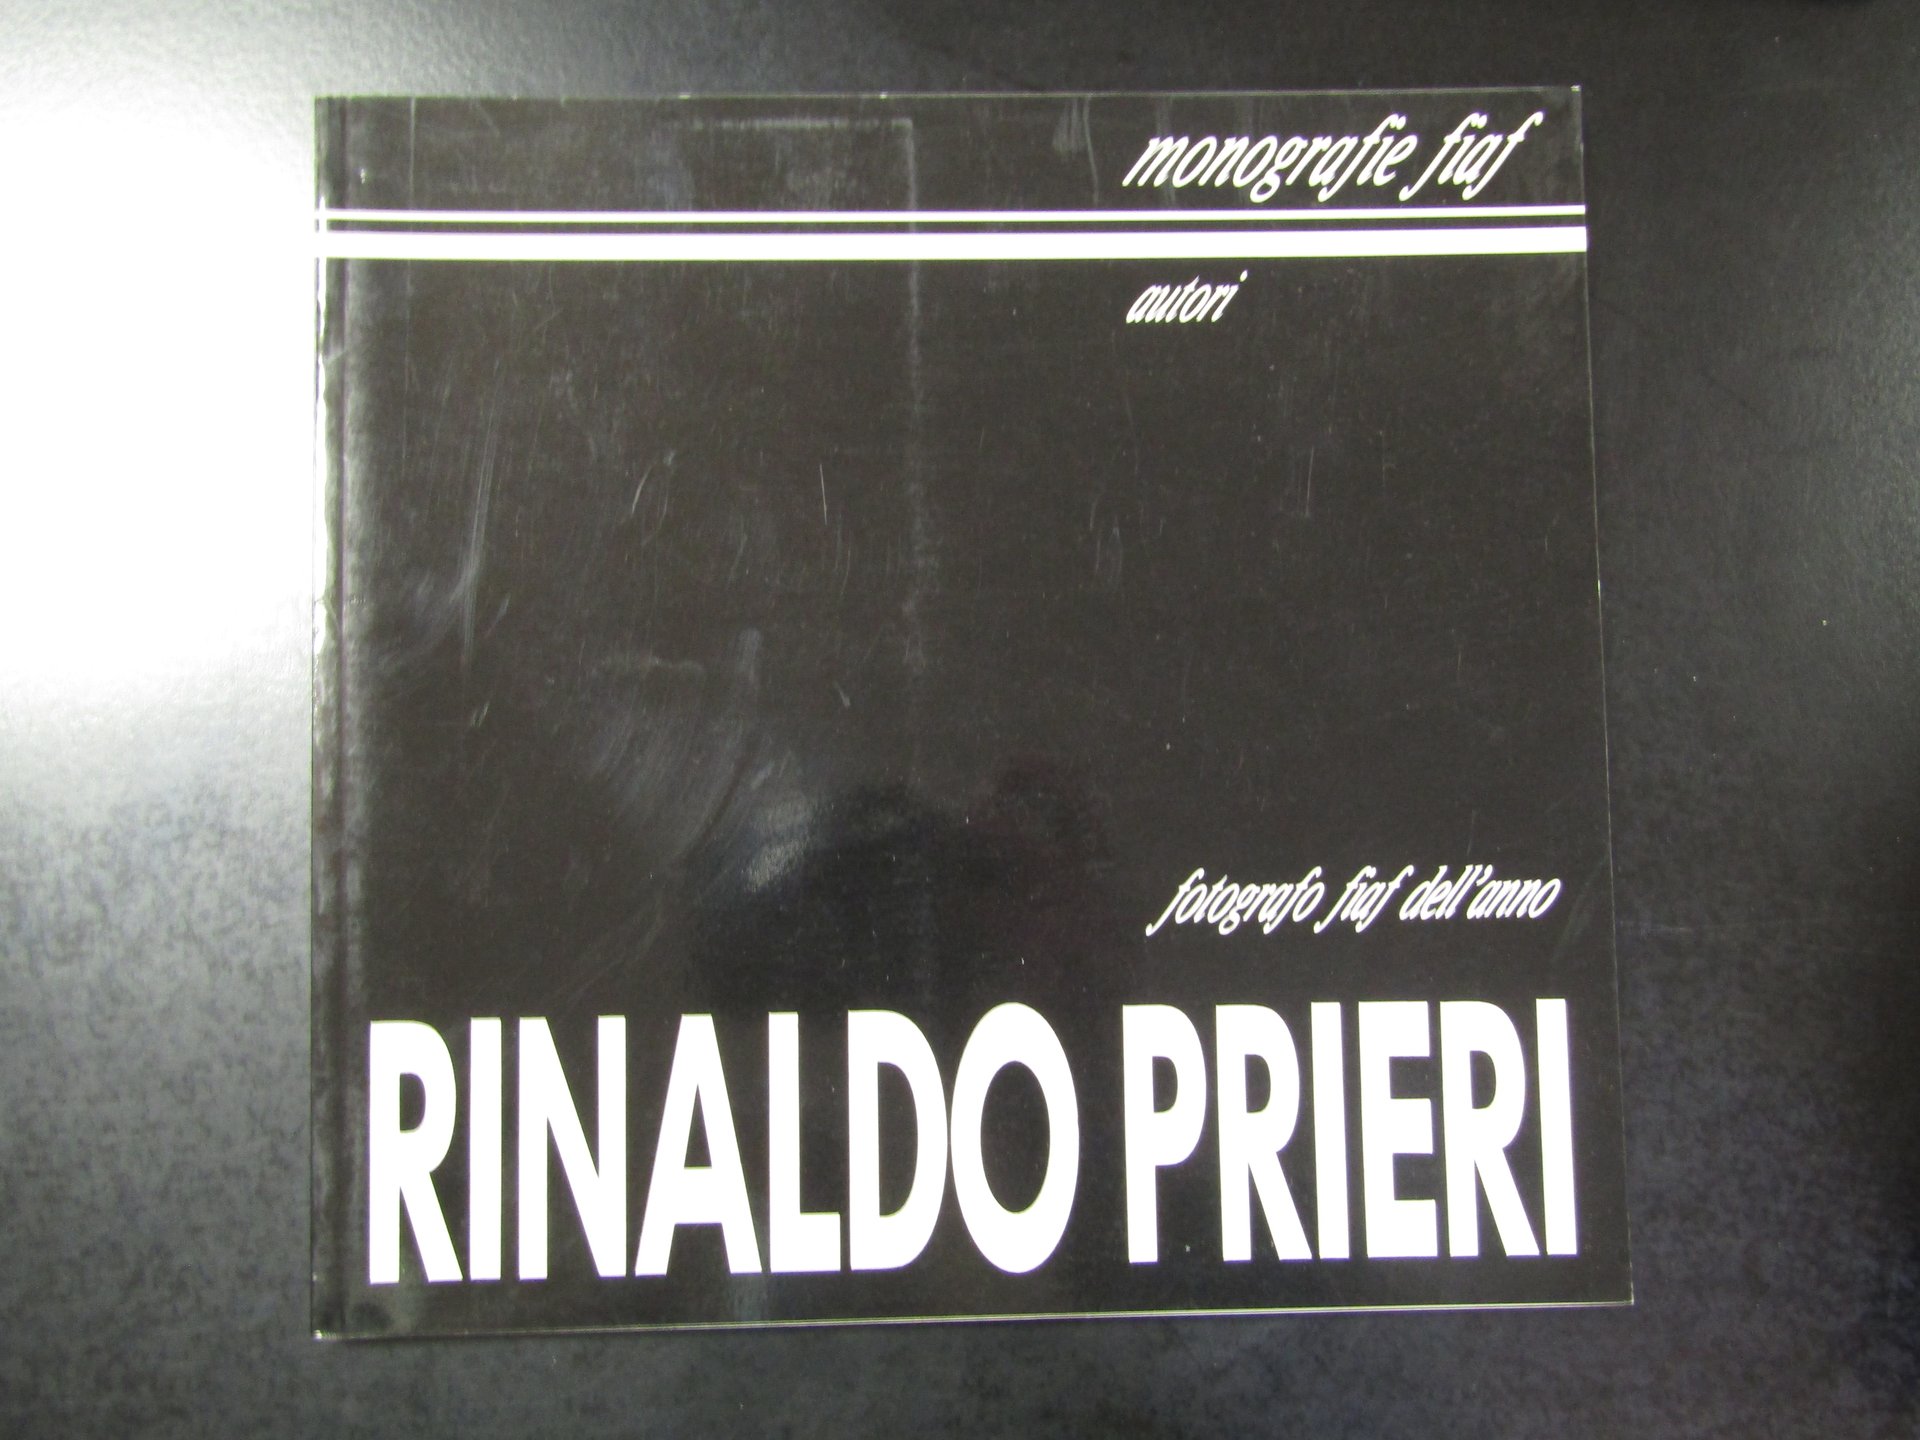 monografie fiaf
autori
fotografo fiaf dell'anno
RINALDO PRIERI